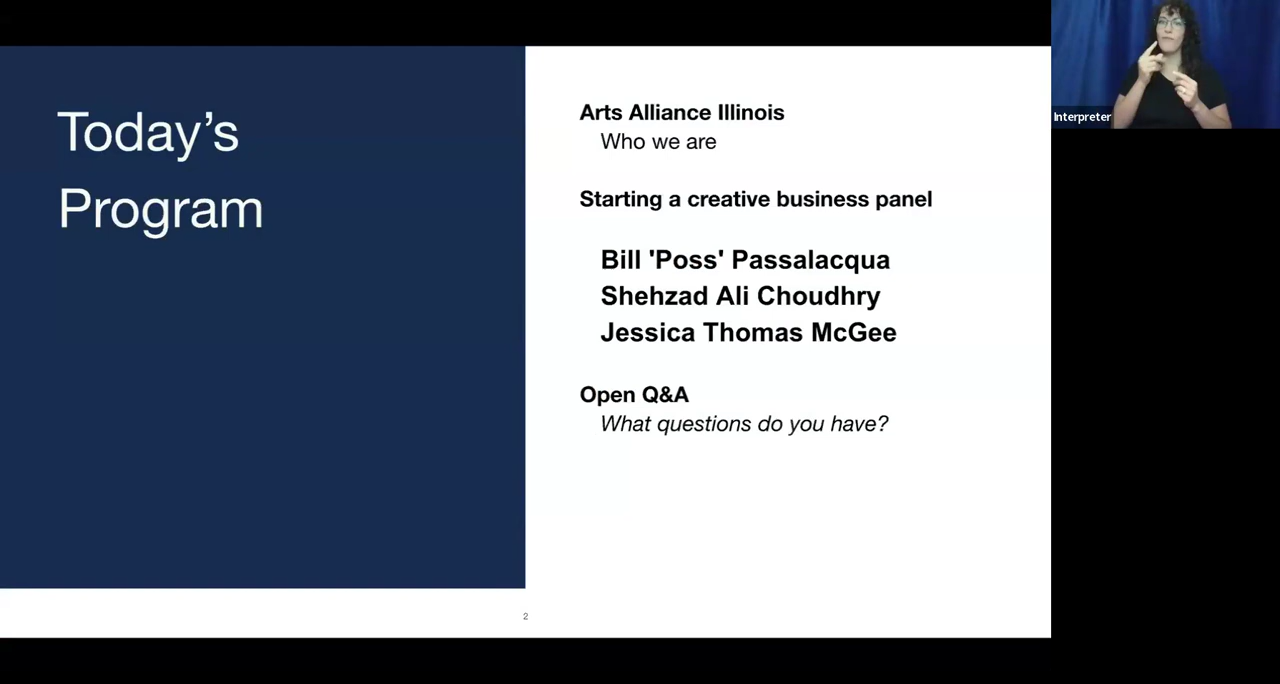 Today’s
Program
Arts Alliance Illinois
Who we are
Starting a creative business panel
Bill 'Poss' Passalacqua
Shehzad Ali Choudhry
Jessica Thomas McGee
Open Q&A
What questions do you have?
2
Interpreter